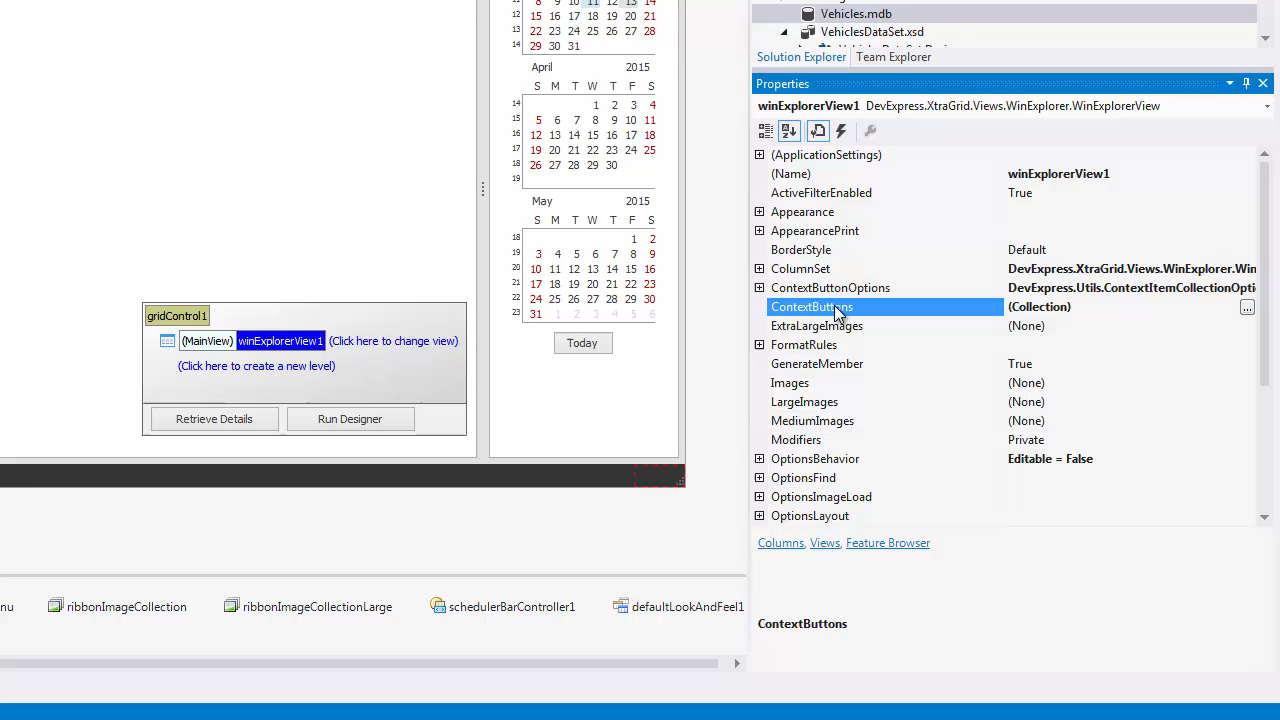 11 8 9 10 11 12 13 14
12 15 16 17 18 19 20 21
13 22 23 24 25 26 27 28
14 29 30 31
April 2015
S M T W T F S
14 1 2 3 4
15 5 6 7 8 9 10 11
16 12 13 14 15 16 17 18
17 19 20 21 22 23 24 25
18 26 27 28 29 30
19
May 2015
S M T W T F S
18 1 2
19 3 4 5 6 7 8 9
20 10 11 12 13 14 15 16
21 17 18 19 20 21 22 23
22 24 25 26 27 28 29 30
23 31 1 2 3 4 5 6
Today
gridControl1
(MainView) winExplorerView1 (Click here to change view)
(Click here to create a new level)
Retrieve Details Run Designer
nu ribbonImageCollection ribbonImageCollectionLarge schedulerBarController1 defaultLookAndFeel1
Vehicles.mdb
VehiclesDataSet.xsd
Solution Explorer Team Explorer
Properties
winExplorerView1 DevExpress.XtraGrid.Views.WinExplorer.WinExplorerView
(ApplicationSettings)
(Name) winExplorerView1
ActiveFilterEnabled True
Appearance
AppearancePrint
BorderStyle Default
ColumnSet DevExpress.XtraGrid.Views.WinExplorer.Win
ContextButtonOptions DevExpress.Utils.ContextItemCollectionOpti
ContextButtons (Collection) ...
ExtraLargeImages (None)
FormatRules
GenerateMember True
Images (None)
LargeImages (None)
MediumImages (None)
Modifiers Private
OptionsBehavior Editable = False
OptionsFind
OptionsImageLoad
OptionsLayout
Columns, Views, Feature Browser
ContextButtons